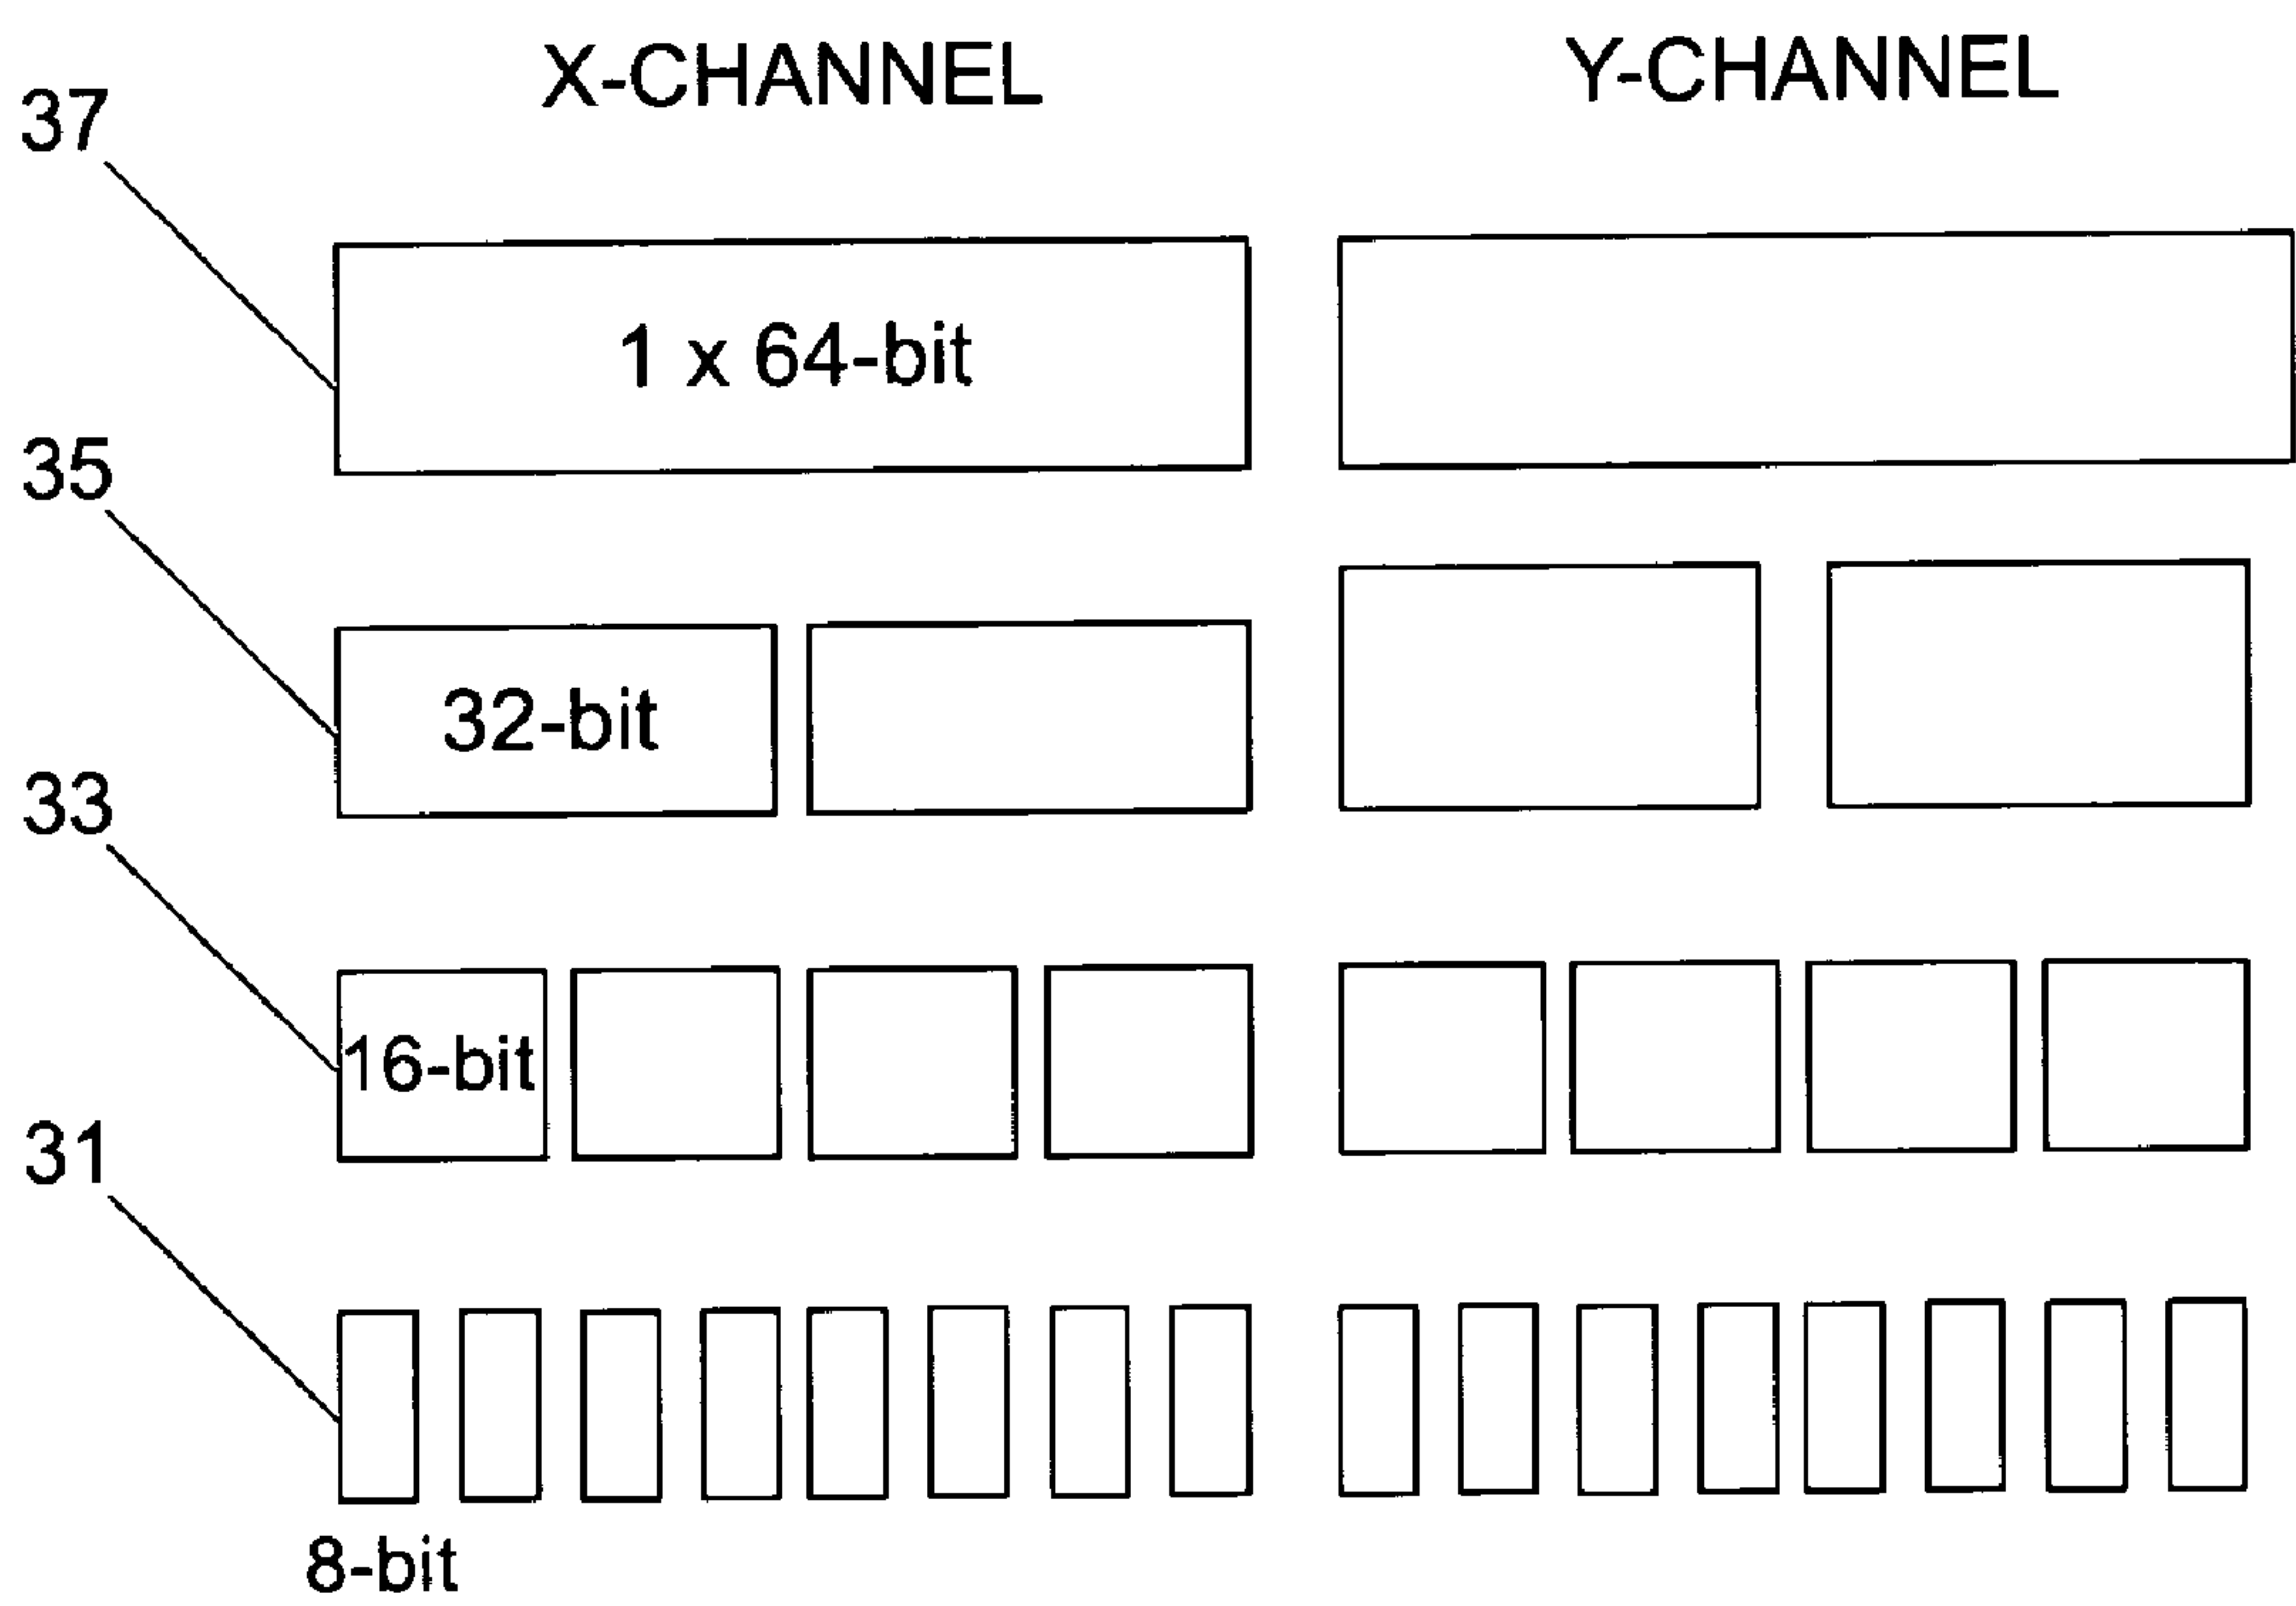 X-CHANNEL Y-CHANNEL
37
1 x 64-bit
35
32-bit
33
16-bit
31
8-bit